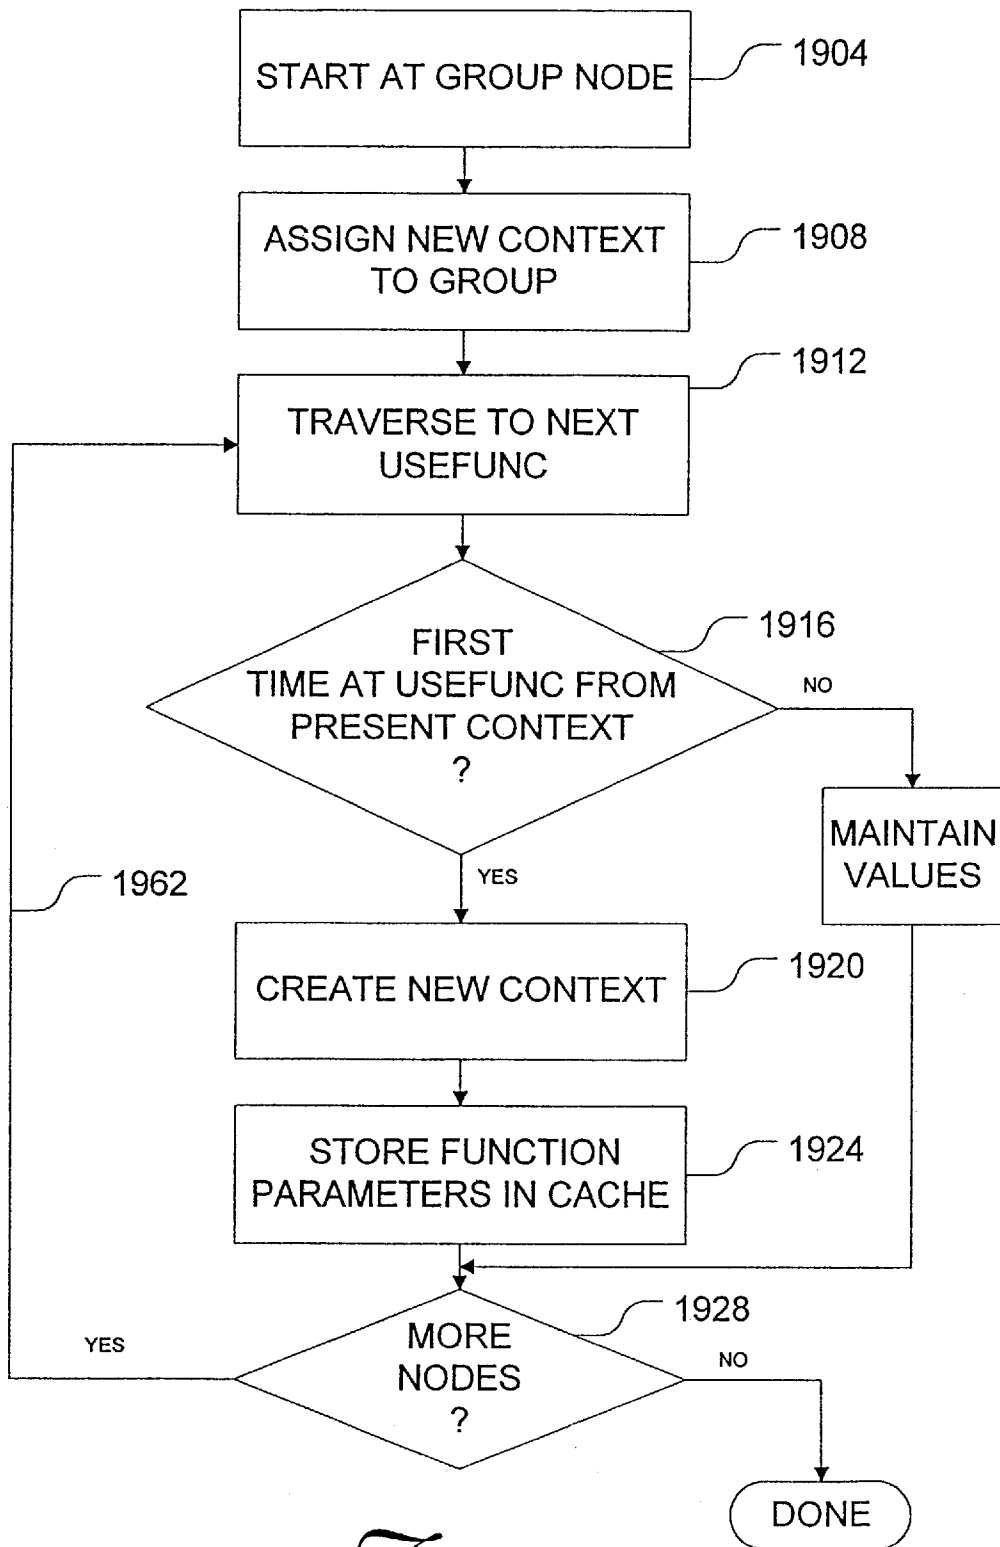 START AT GROUP NODE
1904
ASSIGN NEW CONTEXT
TO GROUP
1908
1912
TRAVERSE TO NEXT
USEFUNC
1916
FIRST
TIME AT USEFUNC FROM
PRESENT CONTEXT
?
NO
MAINTAIN
VALUES
YES
1962
CREATE NEW CONTEXT
1920
STORE FUNCTION
PARAMETERS IN CACHE
1924
1928
MORE
NODES
?
YES
NO
DONE